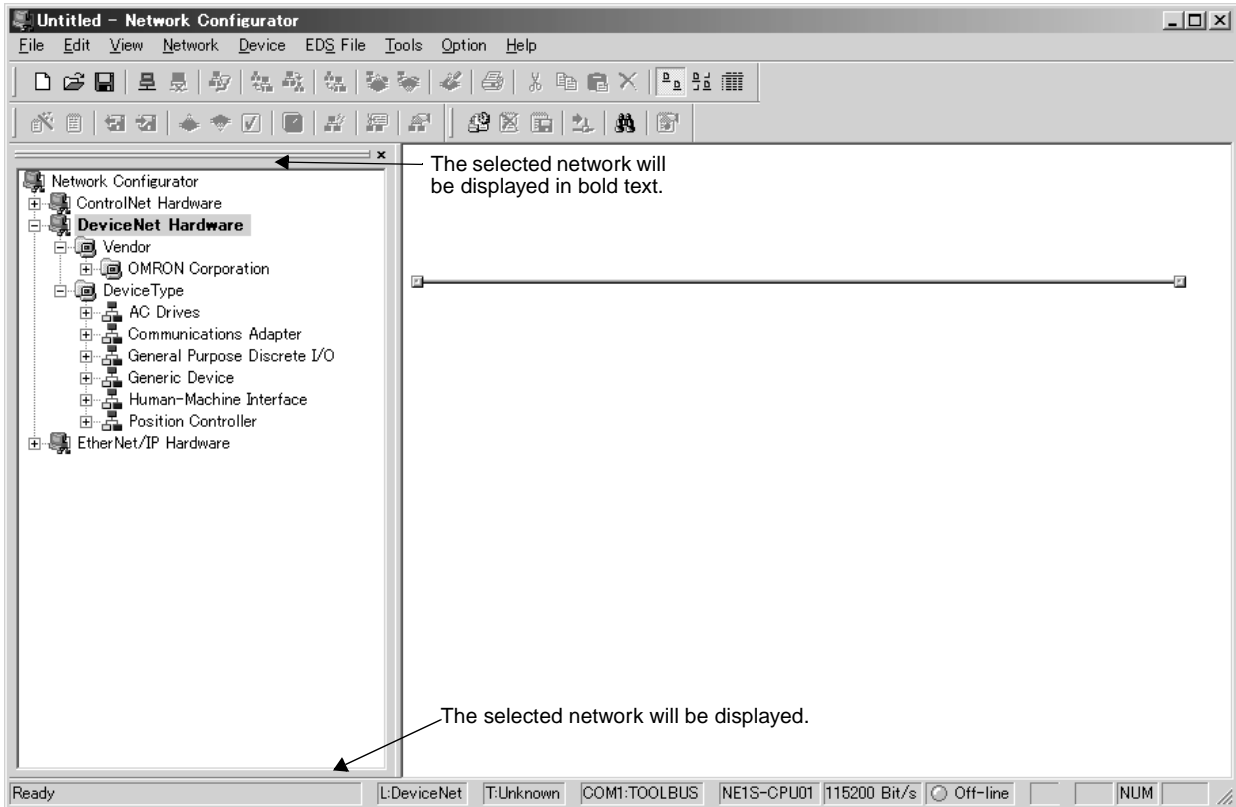 Untitled - Network Configurator
File Edit View Network Device EDS File Tools Option Help
The selected network will
be displayed in bold text.
Network Configurator
ControlNet Hardware
DeviceNet Hardware
Vendor
OMRON Corporation
DeviceType
AC Drives
Communications Adapter
General Purpose Discrete I/O
Generic Device
Human-Machine Interface
Position Controller
EtherNet/IP Hardware
The selected network will be displayed.
Ready L:DeviceNet T:Unknown COM1:TOOLBUS NE1S-CPU01 115200 Bit/s Off-line NUM